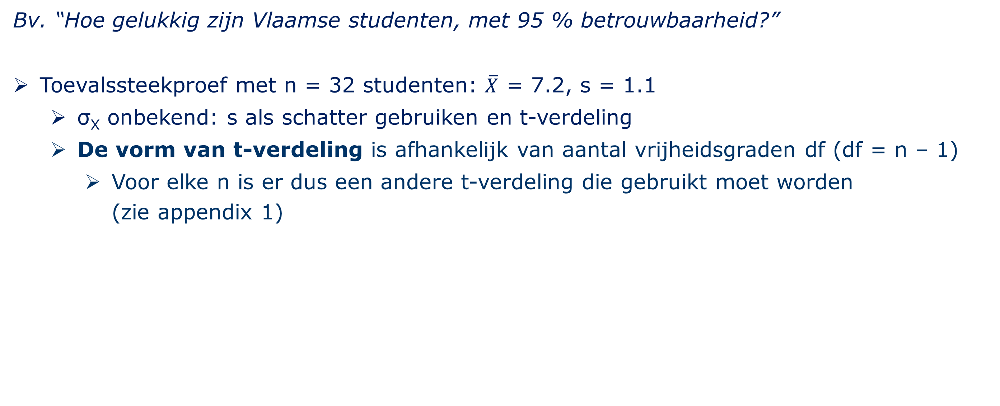 Bv. “Hoe gelukkig zijn Vlaamse studenten, met 95 % betrouwbaarheid?”
➢ Toevalssteekproef met n = 32 studenten: X̄ = 7.2, s = 1.1
➢ σX onbekend: s als schatter gebruiken en t-verdeling
➢ De vorm van t-verdeling is afhankelijk van aantal vrijheidsgraden df (df = n – 1)
➢ Voor elke n is er dus een andere t-verdeling die gebruikt moet worden
(zie appendix 1)